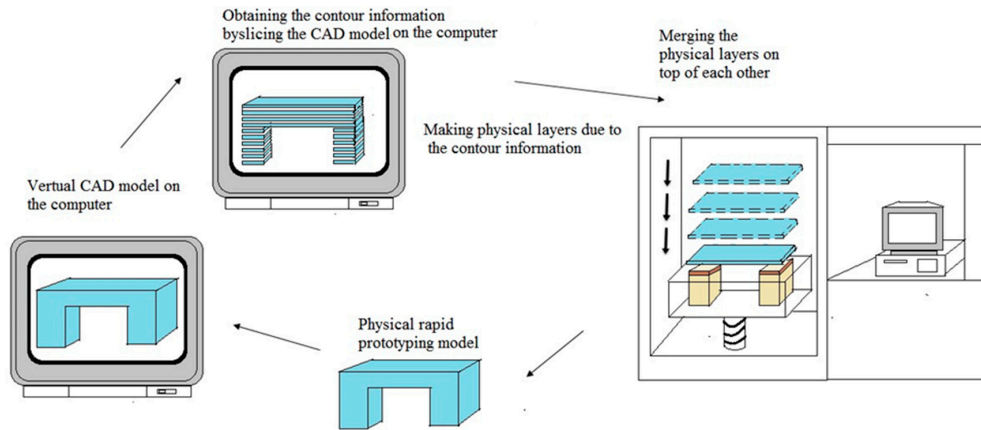 Obtaining the contour information
byslicing the CAD model on the computer
Merging the
physical layers on
top of each other
Making physical layers due to
the contour information
Vertual CAD model on
the computer
Physical rapid
prototyping model